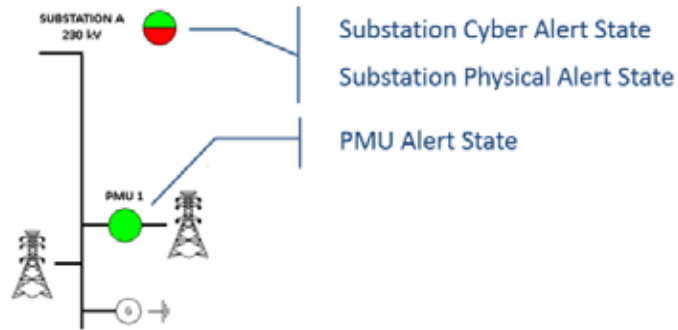 SUBSTATION A
230 kV
Substation Cyber Alert State
Substation Physical Alert State
PMU Alert State
PMU 1
G